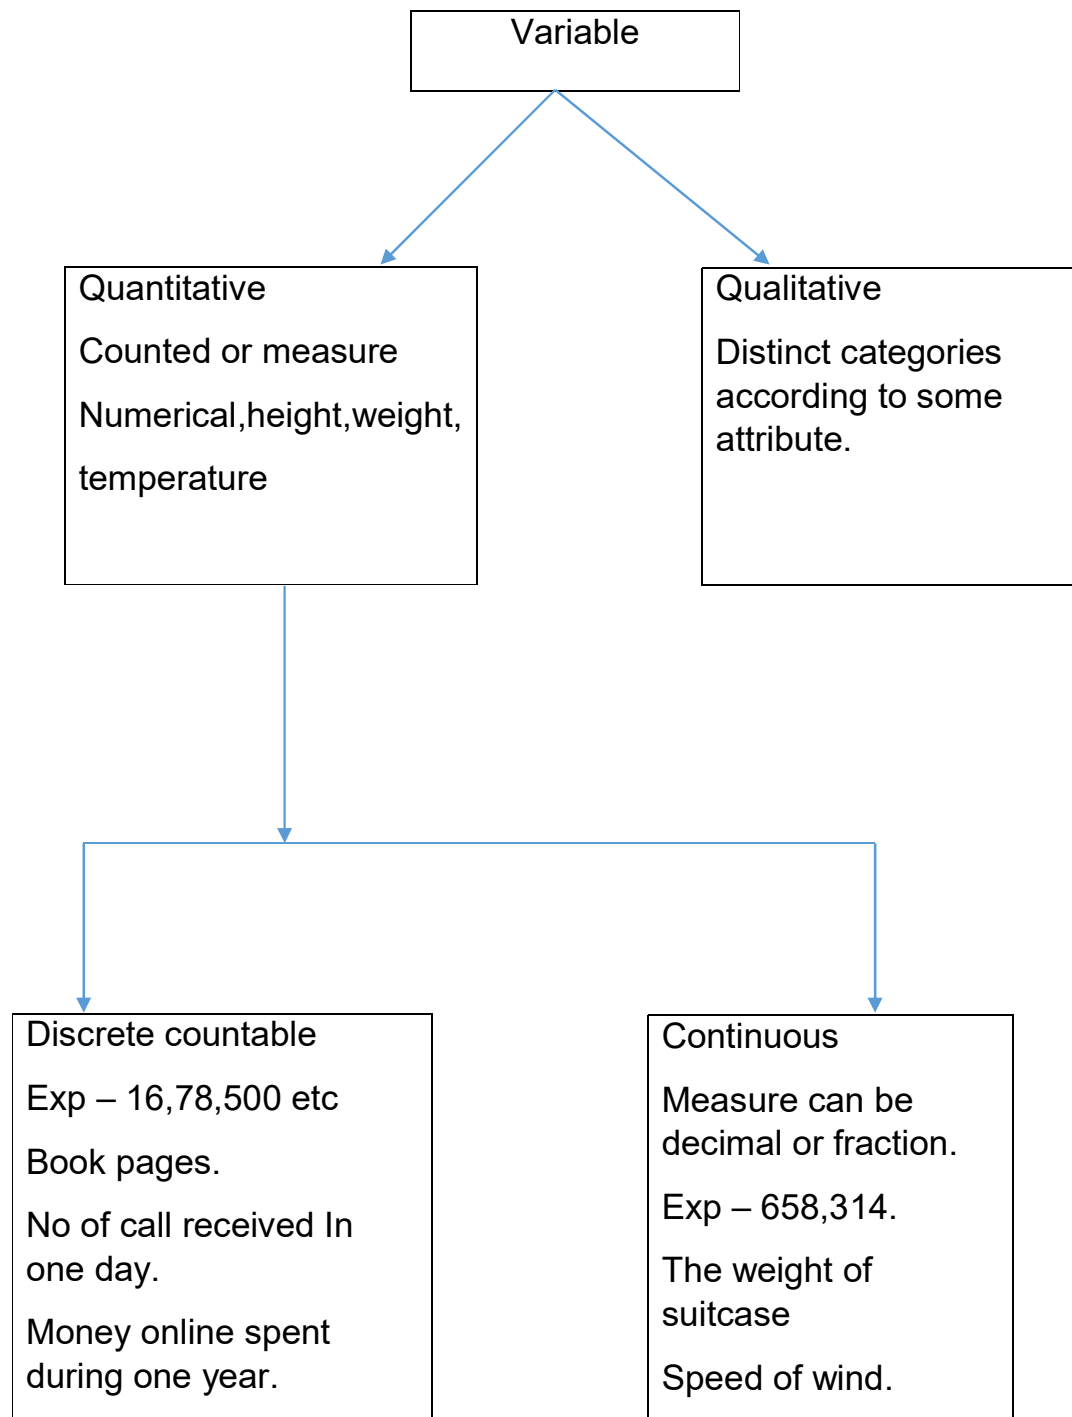 Variable
Quantitative
Counted or measure
Numerical,height,weight,
temperature
Qualitative
Distinct categories
according to some
attribute.
Discrete countable
Exp – 16,78,500 etc
Book pages.
No of call received In
one day.
Money online spent
during one year.
Continuous
Measure can be
decimal or fraction.
Exp – 658,314.
The weight of
suitcase
Speed of wind.